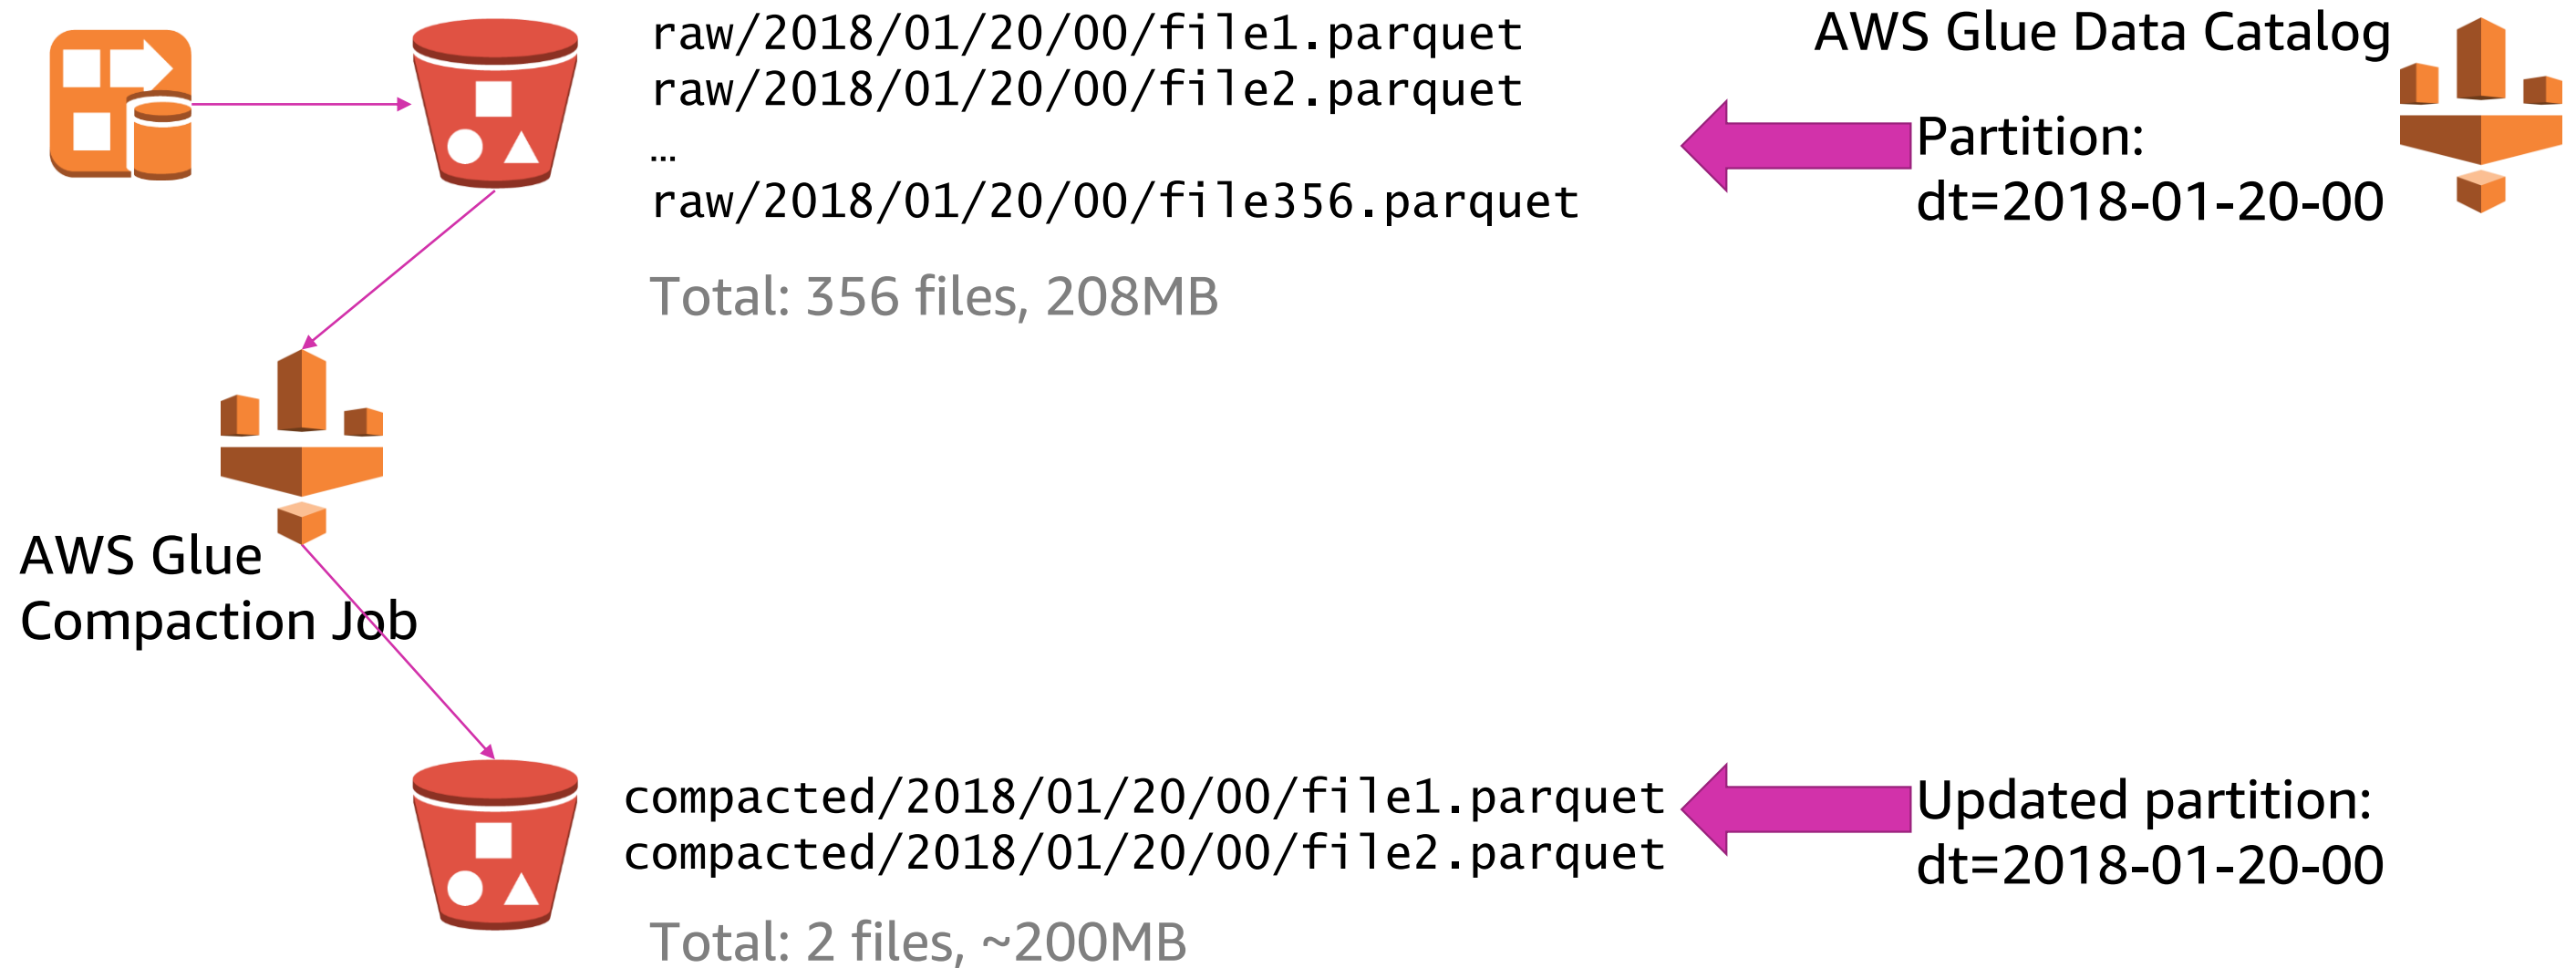 raw/2018/01/20/00/file1.parquet
raw/2018/01/20/00/file2.parquet
…
raw/2018/01/20/00/file356.parquet
Total: 356 files, 208MB
AWS Glue Data Catalog
Partition:
dt=2018-01-20-00
AWS Glue
Compaction Job
compacted/2018/01/20/00/file1.parquet
compacted/2018/01/20/00/file2.parquet
Total: 2 files, ~200MB
Updated partition:
dt=2018-01-20-00